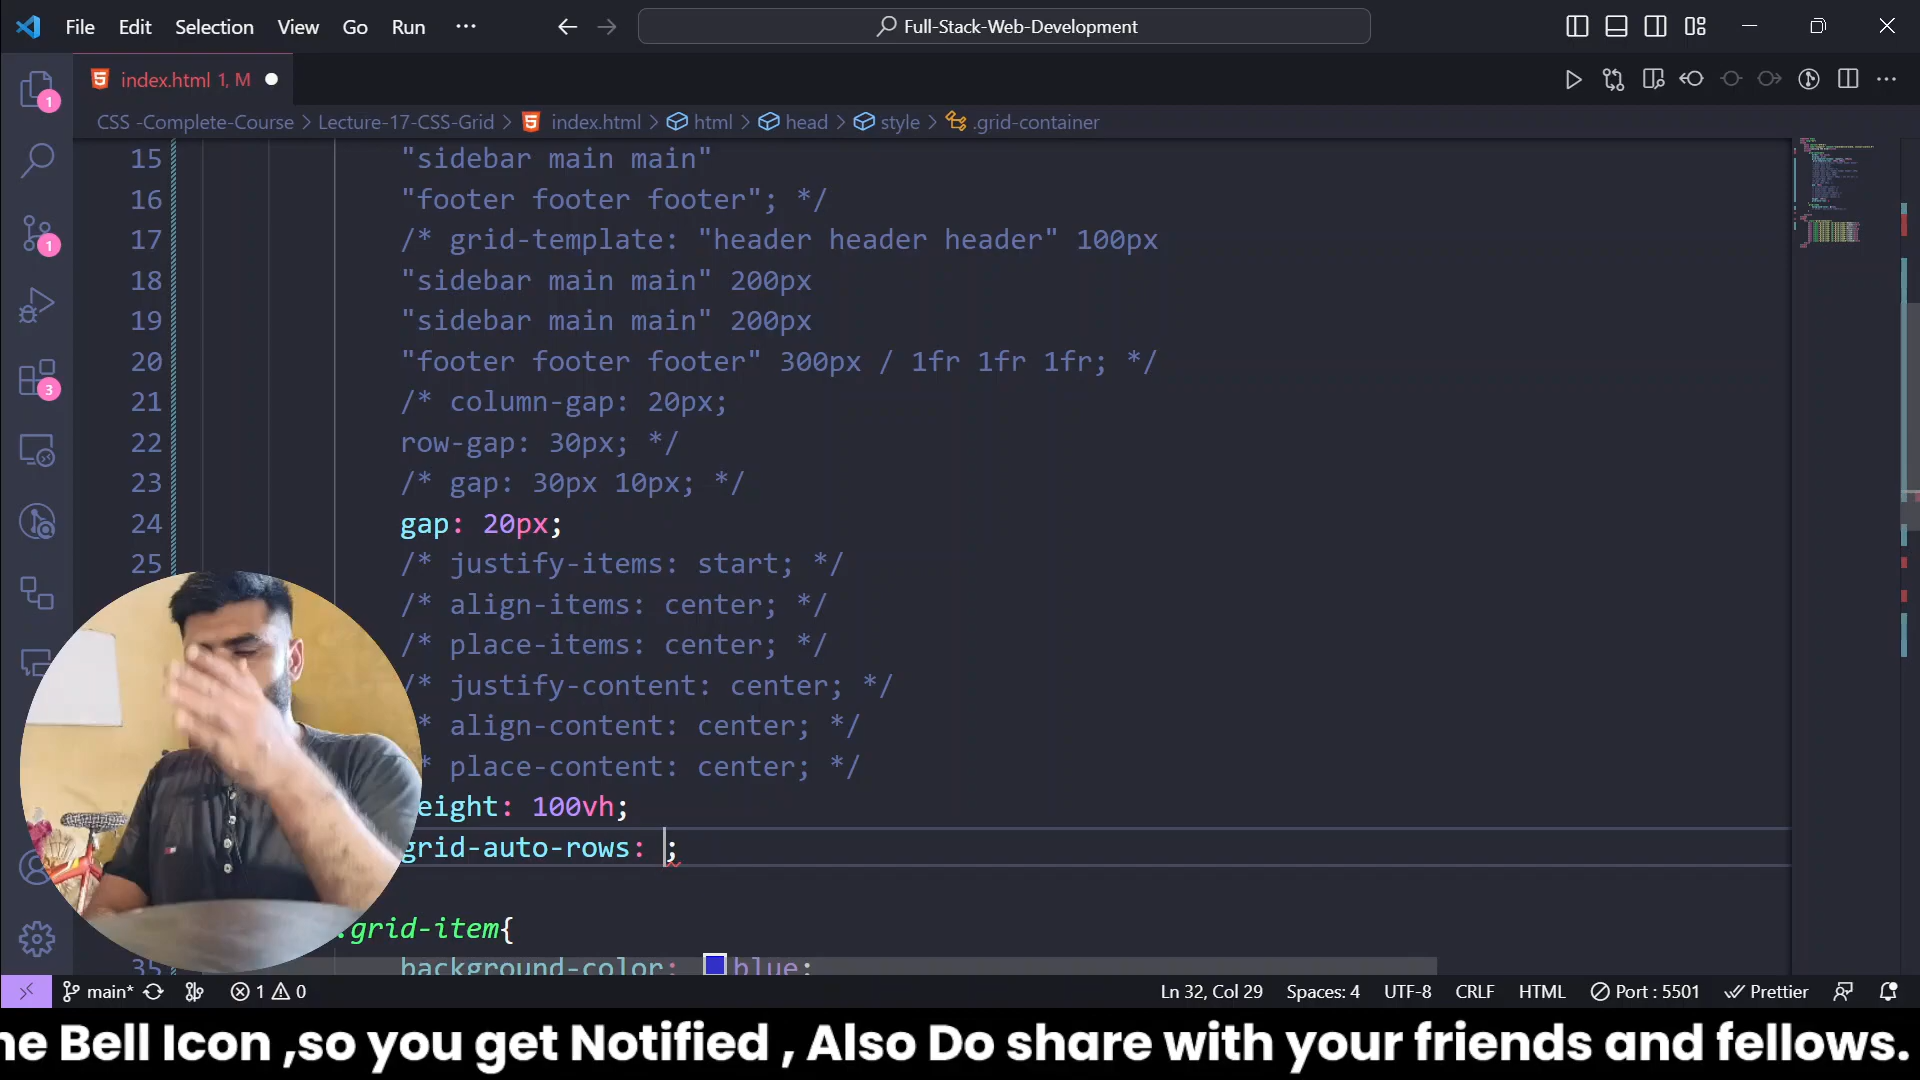 File Edit Selection View Go Run ··· Full-Stack-Web-Development
index.html 1, M
CSS -Complete-Course > Lecture-17-CSS-Grid > index.html > html > head > style > .grid-container
15 "sidebar main main"
16 "footer footer footer"; */
17 /* grid-template: "header header header" 100px
18 "sidebar main main" 200px
19 "sidebar main main" 200px
20 "footer footer footer" 300px / 1fr 1fr 1fr; */
21 /* column-gap: 20px;
22 row-gap: 30px; */
23 /* gap: 30px 10px; */
24 gap: 20px;
25 /* justify-items: start; */
/* align-items: center; */
/* place-items: center; */
/* justify-content: center; */
* align-content: center; */
* place-content: center; */
eight: 100vh;
grid-auto-rows: ;
.grid-item{
35 background-color: blue;
1
1
3
main* 1 0 Ln 32, Col 29 Spaces: 4 UTF-8 CRLF HTML Port : 5501 Prettier
he Bell Icon ,so you get Notified , Also Do share with your friends and fellows.